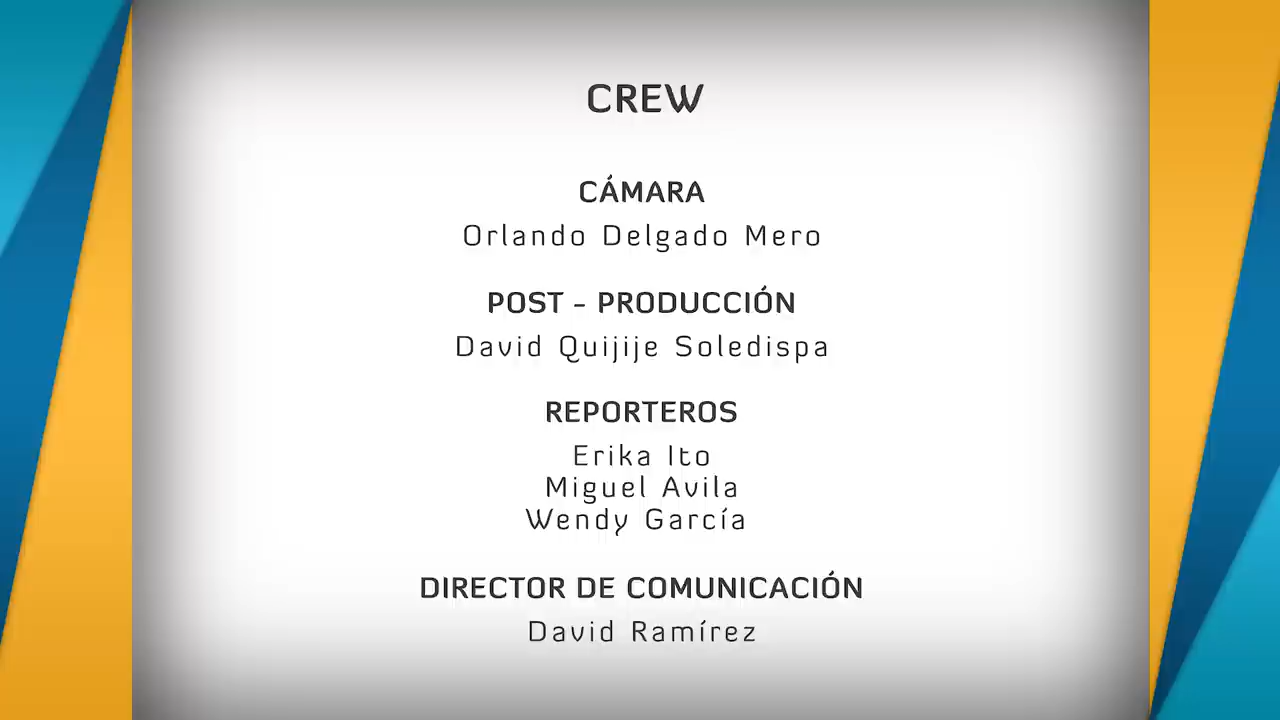 CREW
CÁMARA
Orlando Delgado Mero
POST - PRODUCCIÓN
David Quijije Soledispa
REPORTEROS
Erika Ito
Miguel Avila
Wendy García
DIRECTOR DE COMUNICACIÓN
David Ramírez